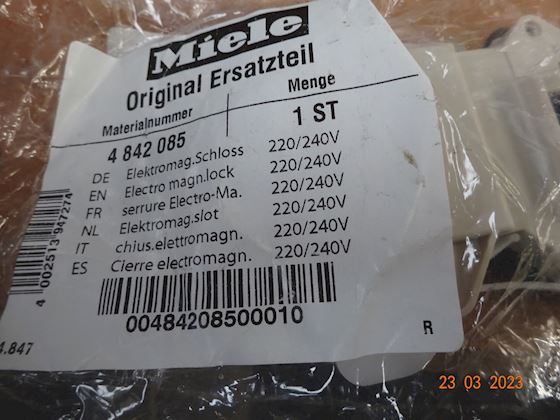 Miele
Original Ersatzteil
Materialnummer Menge
4 842 085 1 ST
DE Elektromag.Schloss 220/240V
EN Electro magn.lock 220/240V
FR serrure Electro-Ma. 220/240V
NL Elektromag.slot 220/240V
IT chius.elettromagn. 220/240V
ES Cierre electromagn. 220/240V
4 002513 947274
00484208500010
4.847 R
23 03 2023